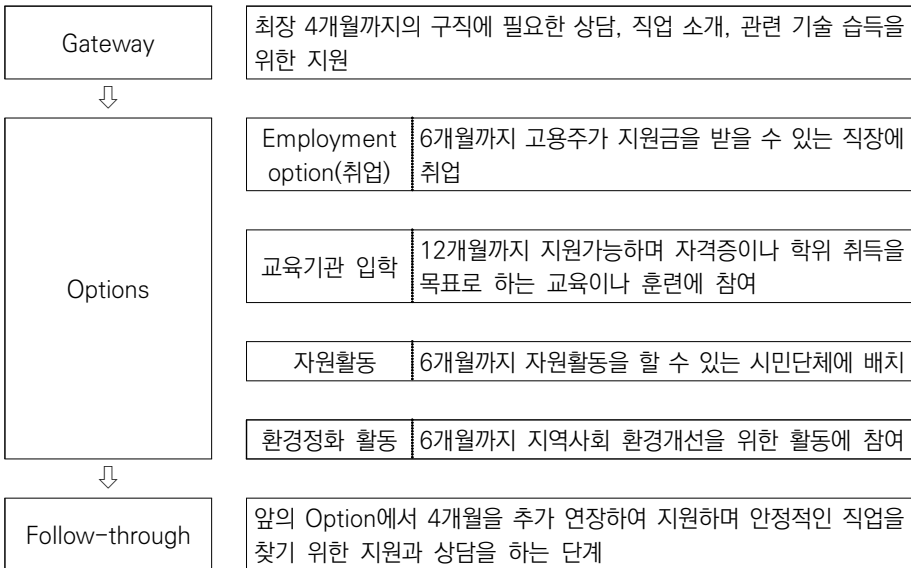 Gateway
최장 4개월까지의 구직에 필요한 상담, 직업 소개, 관련 기술 습득을
위한 지원
⇩
Options
Employment
option(취업)
6개월까지 고용주가 지원금을 받을 수 있는 직장에
취업
교육기관 입학
12개월까지 지원가능하며 자격증이나 학위 취득을
목표로 하는 교육이나 훈련에 참여
자원활동
6개월까지 자원활동을 할 수 있는 시민단체에 배치
환경정화 활동
6개월까지 지역사회 환경개선을 위한 활동에 참여
⇩
Follow-through
앞의 Option에서 4개월을 추가 연장하여 지원하며 안정적인 직업을
찾기 위한 지원과 상담을 하는 단계